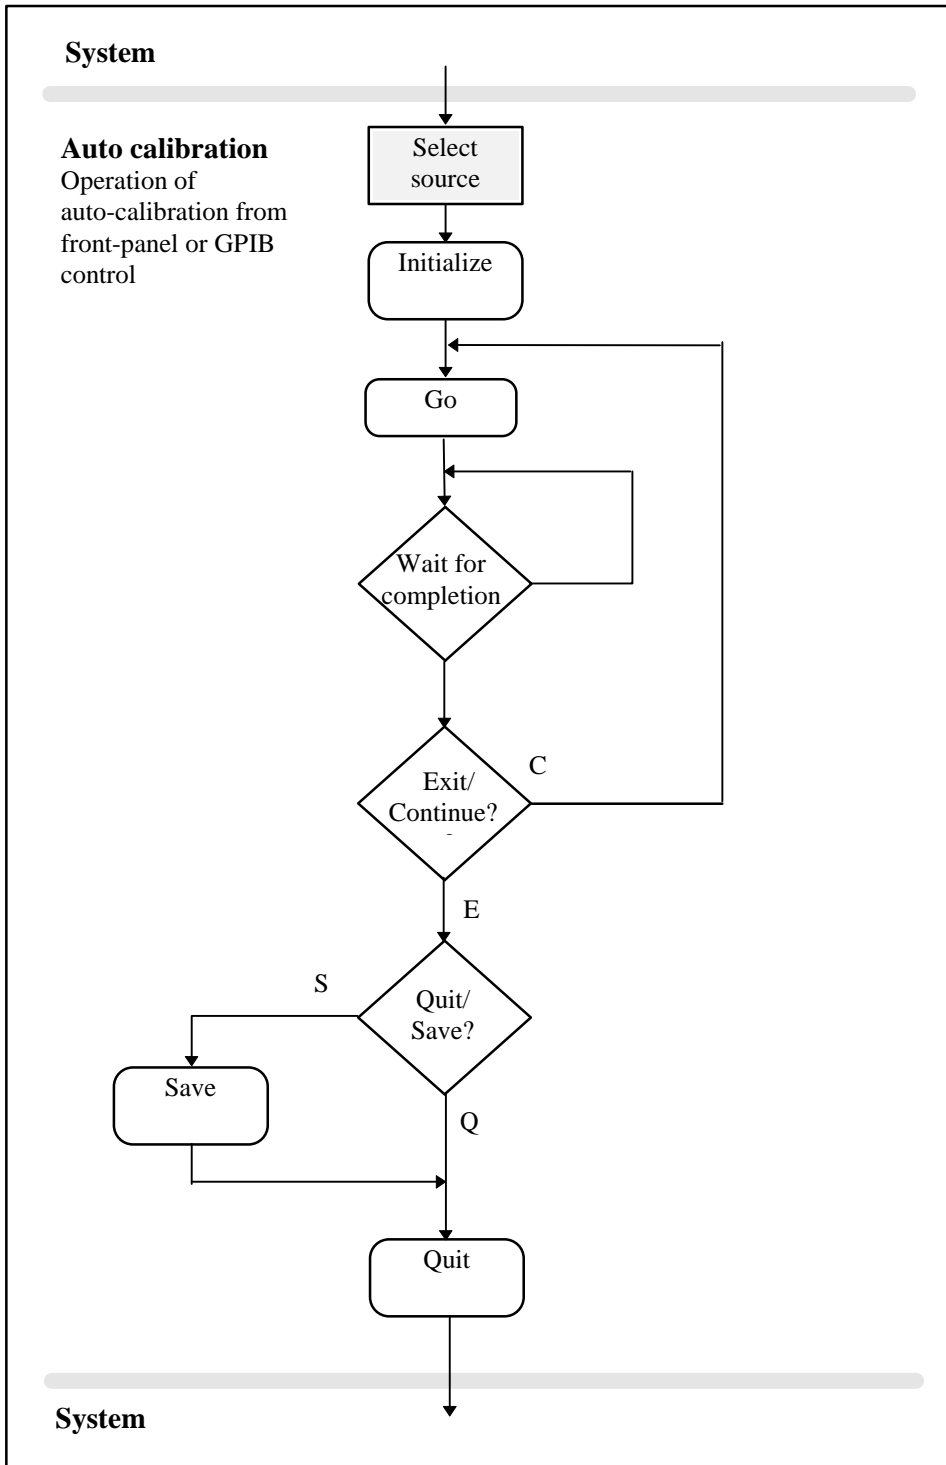 System
Auto calibration
Operation of
auto-calibration from
front-panel or GPIB
control
Select
source
Initialize
Go
Wait for
completion
Exit/
Continue?
C
E
Quit/
Save?
S
Save
Q
Quit
System